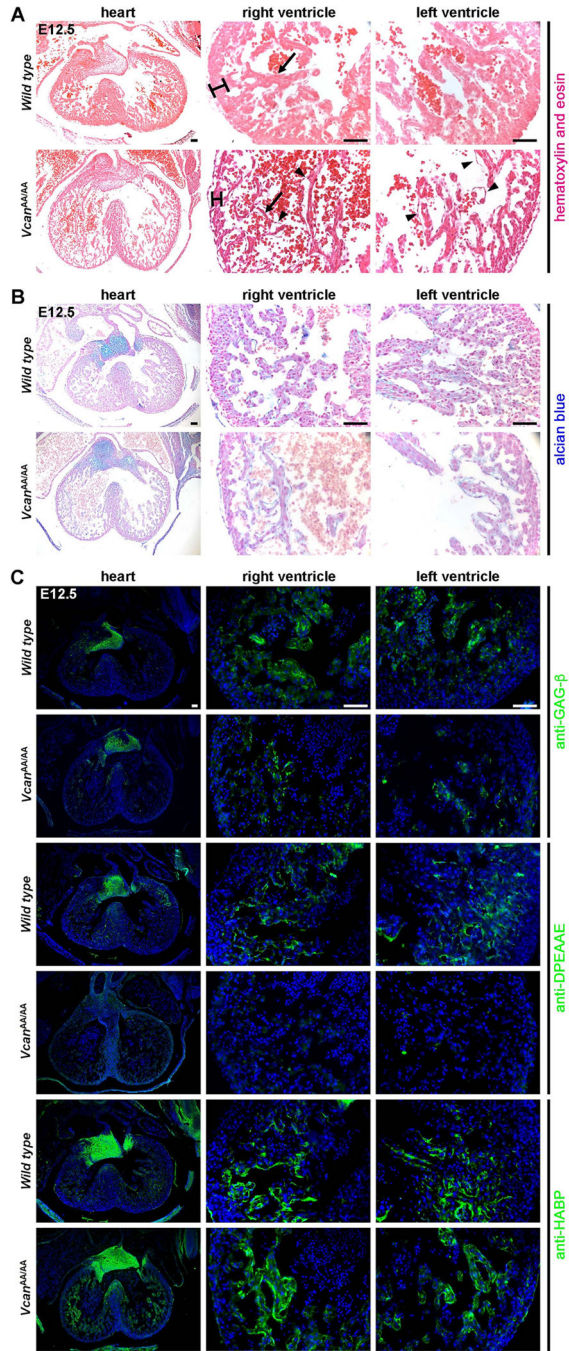 A
heart
right ventricle
left ventricle
E12.5
Wild type
Vcan^AA/AA
hematoxylin and eosin
B
heart
right ventricle
left ventricle
E12.5
Wild type
Vcan^AA/AA
alcian blue
C
heart
right ventricle
left ventricle
E12.5
Wild type
Vcan^AA/AA
anti-GAG-β
Wild type
Vcan^AA/AA
anti-DPEAAE
Wild type
Vcan^AA/AA
anti-HABP